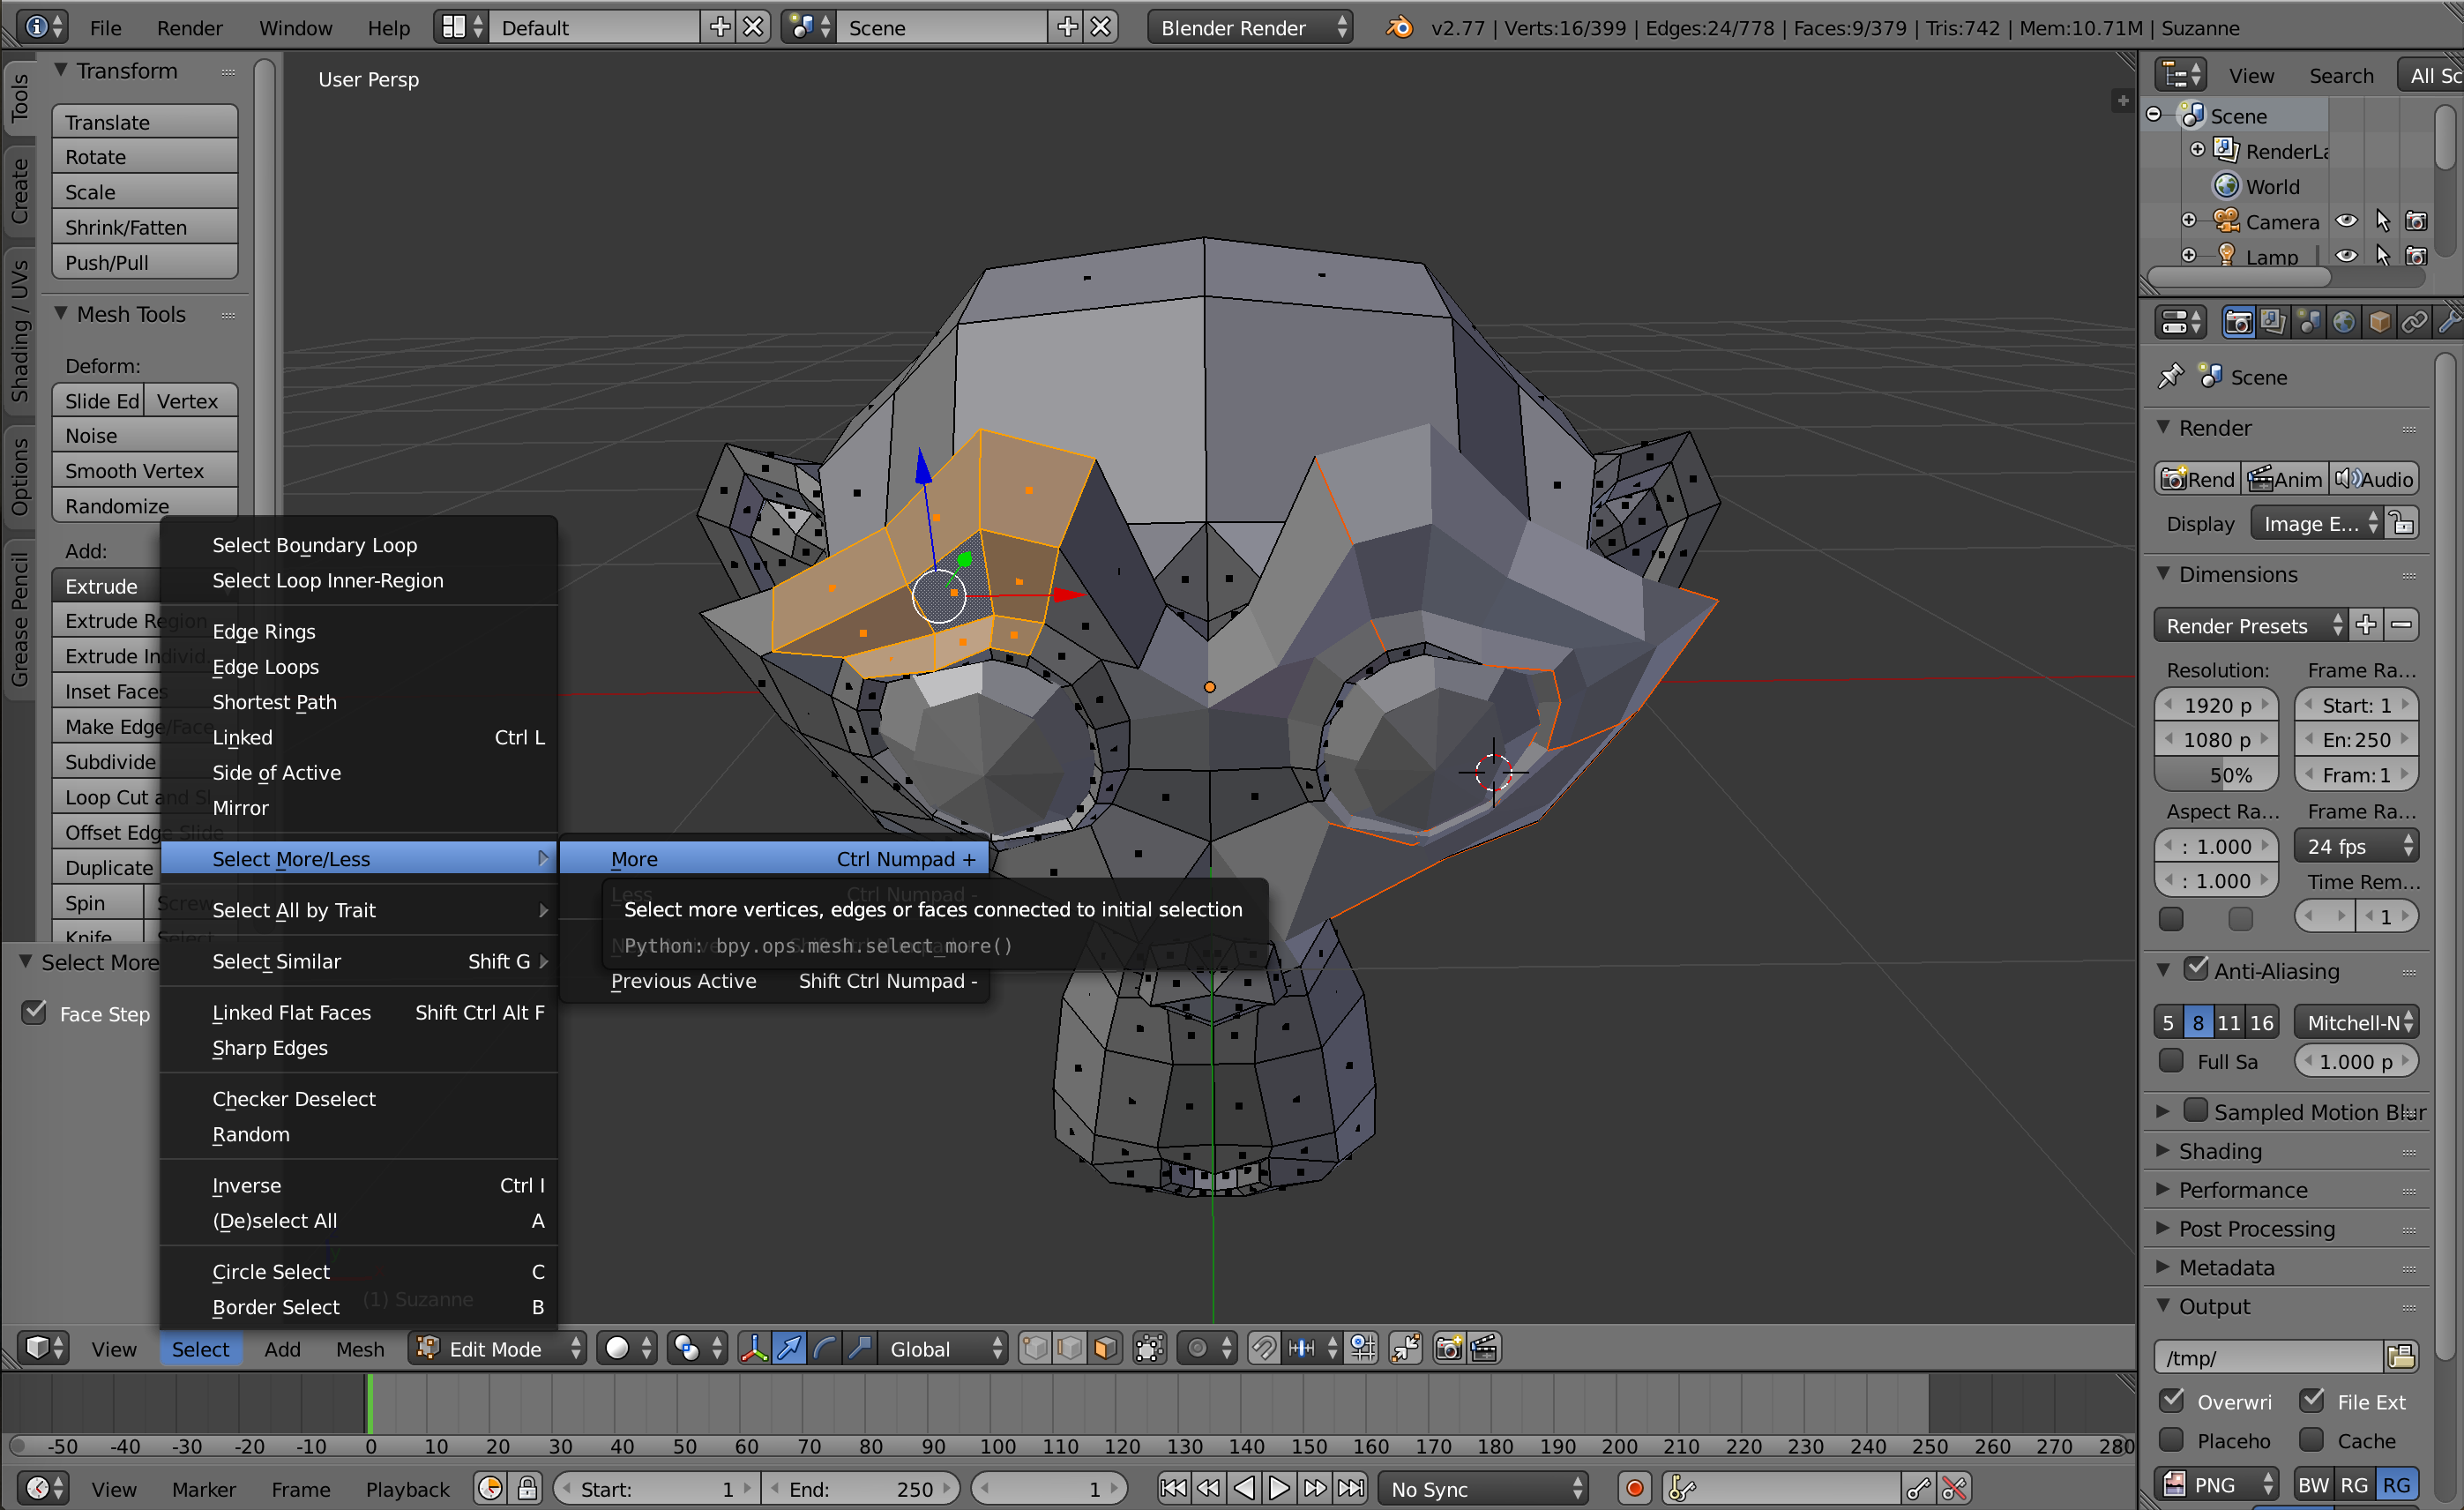 File Render Window Help Default Scene Blender Render v2.77 | Verts:16/399 | Edges:24/778 | Faces:9/379 | Tris:742 | Mem:10.71M | Suzanne
Tools
Create
Shading / UVs
Options
Grease Pencil
Transform
Translate
Rotate
Scale
Shrink/Fatten
Push/Pull
Mesh Tools
Deform:
Slide Ed Vertex
Noise
Smooth Vertex
Randomize
Add:
Extrude
Extrude Region
Extrude Individ
Inset Faces
Make Edge/Face
Subdivide
Loop Cut and Sl
Offset Edge Slide
Duplicate
Spin Screw
Knife Select
Select More
Face Step
User Persp
Select Boundary Loop
Select Loop Inner-Region
Edge Rings
Edge Loops
Shortest Path
Linked Ctrl L
Side of Active
Mirror
Select More/Less
Select All by Trait
Select Similar Shift G
Linked Flat Faces Shift Ctrl Alt F
Sharp Edges
Checker Deselect
Random
Inverse Ctrl I
(De)select All A
Circle Select C
Border Select B
(1) Suzanne
More Ctrl Numpad +
Less Ctrl Numpad -
Select more vertices, edges or faces connected to initial selection
Python: bpy.ops.mesh.select_more()
Previous Active Shift Ctrl Numpad -
View Select Add Mesh Edit Mode Global
-50 -40 -30 -20 -10 0 10 20 30 40 50 60 70 80 90 100 110 120 130 140 150 160 170 180 190 200 210 220 230 240 250 260 270 280
View Marker Frame Playback Start: 1 End: 250 1 No Sync
View Search All Sc
Scene
RenderLa
World
Camera
Lamp
Scene
Render
Rend Anim Audio
Display Image E...
Dimensions
Render Presets
Resolution: Frame Ra...
1920 p Start: 1
1080 p En:250
50% Fram:1
Aspect Ra... Frame Ra...
: 1.000 24 fps
: 1.000 Time Rem...
1
Anti-Aliasing
5 8 11 16 Mitchell-N
Full Sa 1.000 p
Sampled Motion Blur
Shading
Performance
Post Processing
Metadata
Output
/tmp/
Overwri File Ext
Placeho Cache
PNG BW RG RG